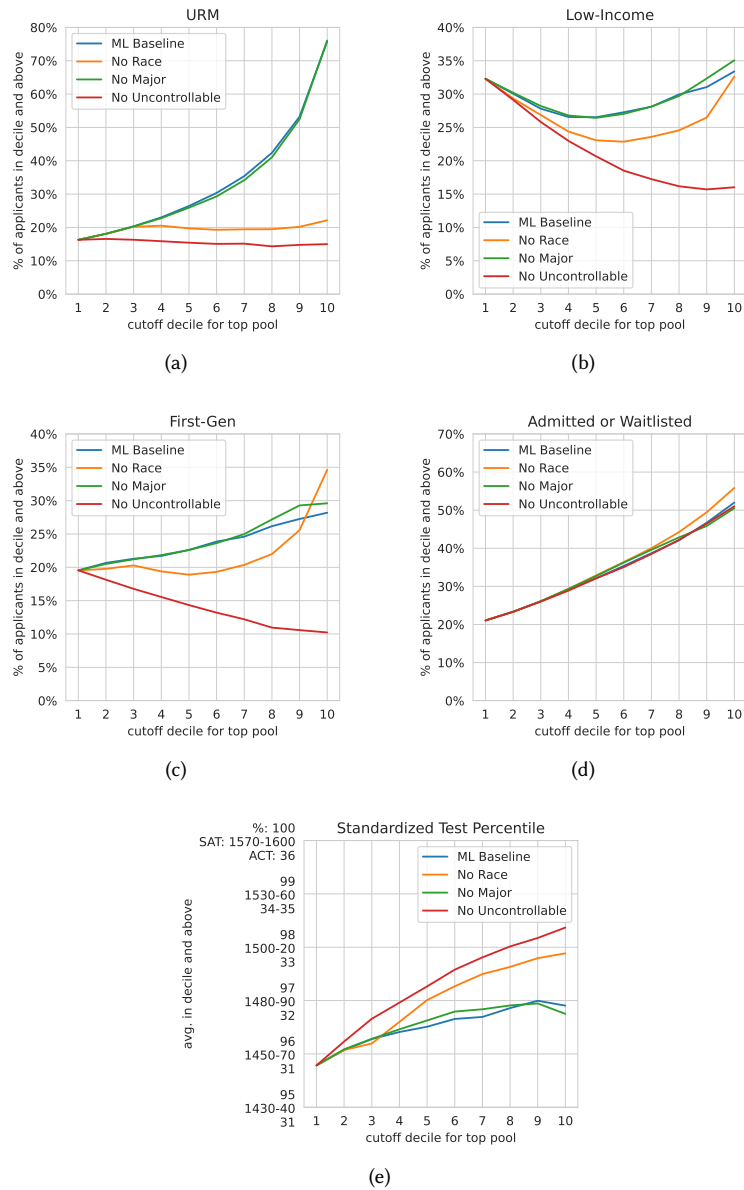 URM
80%
70%
60%
50%
40%
30%
20%
10%
0%
% of applicants in decile and above
ML Baseline
No Race
No Major
No Uncontrollable
1 2 3 4 5 6 7 8 9 10
cutoff decile for top pool
(a)
Low-Income
40%
35%
30%
25%
20%
15%
10%
5%
0%
% of applicants in decile and above
ML Baseline
No Race
No Major
No Uncontrollable
1 2 3 4 5 6 7 8 9 10
cutoff decile for top pool
(b)
First-Gen
40%
35%
30%
25%
20%
15%
10%
5%
0%
% of applicants in decile and above
ML Baseline
No Race
No Major
No Uncontrollable
1 2 3 4 5 6 7 8 9 10
cutoff decile for top pool
(c)
Admitted or Waitlisted
70%
60%
50%
40%
30%
20%
10%
0%
% of applicants in decile and above
ML Baseline
No Race
No Major
No Uncontrollable
1 2 3 4 5 6 7 8 9 10
cutoff decile for top pool
(d)
Standardized Test Percentile
%: 100
SAT: 1570-1600
ACT: 36
99
1530-60
34-35
98
1500-20
33
97
1480-90
32
96
1450-70
31
95
1430-40
31
avg. in decile and above
ML Baseline
No Race
No Major
No Uncontrollable
1 2 3 4 5 6 7 8 9 10
cutoff decile for top pool
(e)